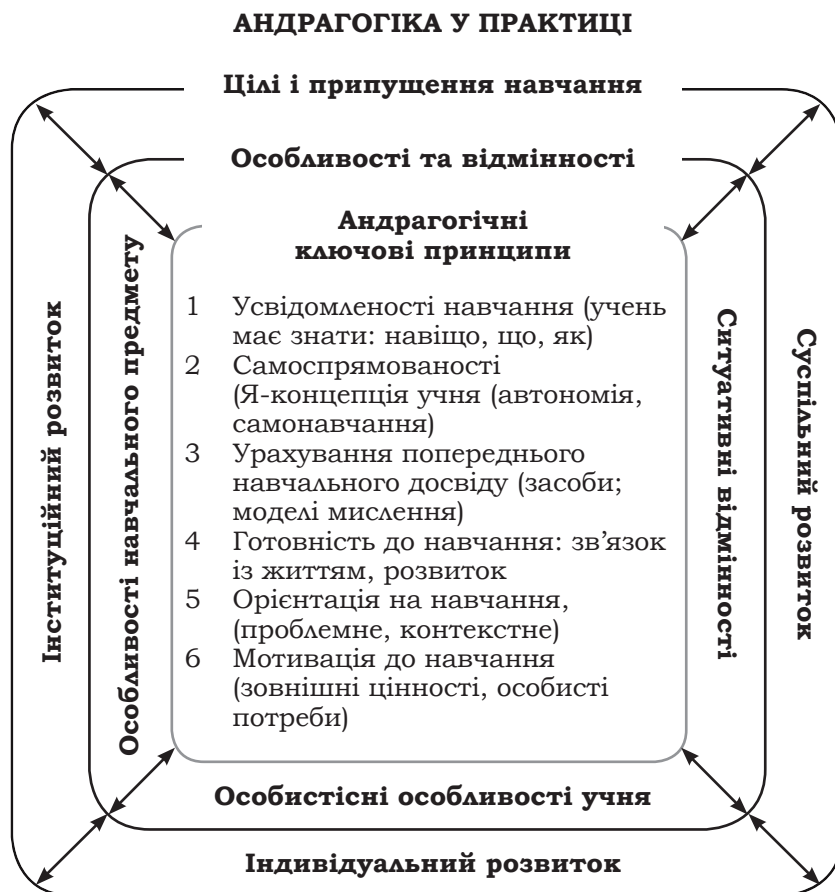 АНДРАГОГІКА У ПРАКТИЦІ
Цілі і припущення навчання
Особливості та відмінності
Андрагогічні
ключові принципи
Інституційний розвиток
Особливості навчального предмету
1 Усвідомленості навчання (учень
має знати: навіщо, що, як)
2 Самоспрямованості
(Я-концепція учня (автономія,
самонавчання)
3 Урахування попереднього
навчального досвіду (засоби;
моделі мислення)
4 Готовність до навчання: зв’язок
із життям, розвиток
5 Орієнтація на навчання,
(проблемне, контекстне)
6 Мотивація до навчання
(зовнішні цінності, особисті
потреби)
Ситуативні відмінності
Суспільний розвиток
Особистісні особливості учня
Індивідуальний розвиток